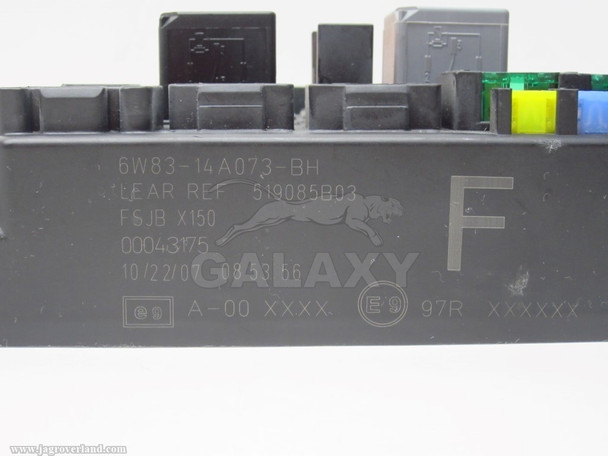 6W83-14A073-BH
LEAR REF 519085B03
FSJB X150
00043175
10/22/07 08:53:56
GALAXY
F
e9 A-00 XXXX E9 97R XXXXXX
www.jagroverland.com